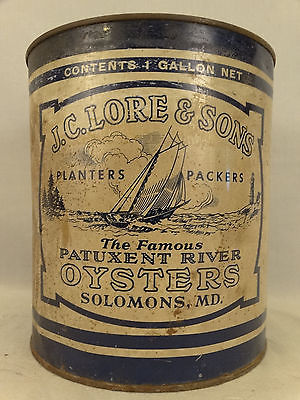 CONTENTS 1 GALLON NET
J.C. LORE & SONS
PLANTERS PACKERS
The Famous
PATUXENT RIVER
OYSTERS
SOLOMONS, MD.